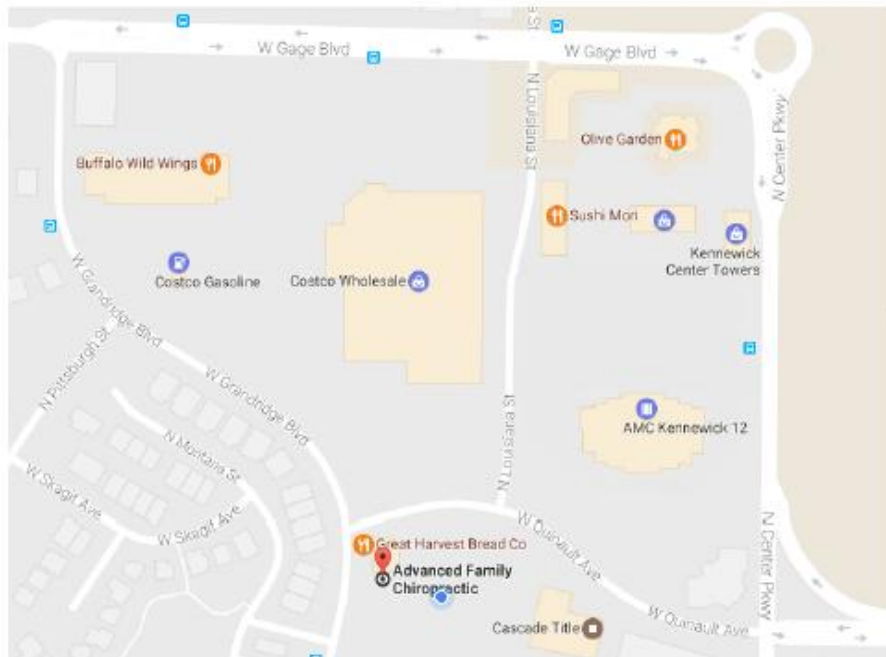 a St
W Gage Blvd
W Gage Blvd
N Louisiana St
Olive Garden
N Center Pkwy
Buffalo Wild Wings
Sushi Mori
Kennewick
Center Towers
Costco Gasoline
Costco Wholesale
W Grandridge Blvd
N Pittsburgh St
W Grandridge Blvd
N Louisiana St
AMC Kennewick 12
N Montana St
W Skagit Ave
W Skagit Ave
W Quinault Ave
N Center Pkwy
Great Harvest Bread Co
Advanced Family
Chiropractic
Cascade Title
W Quinault Ave